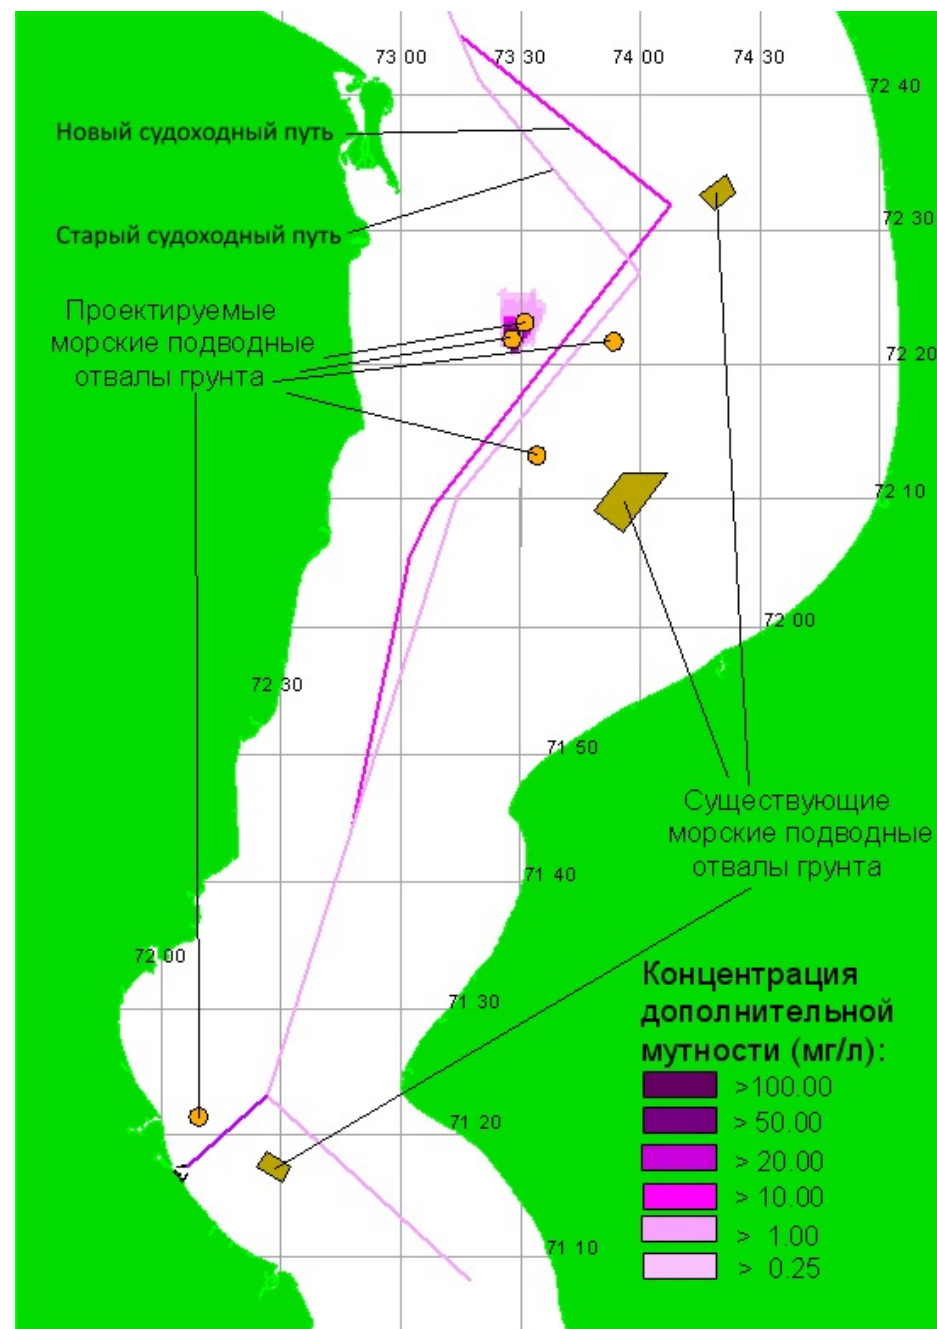 73 00
73 30
74 00
74 30
72 40
Новый судоходный путь
72 30
Старый судоходный путь
Проектируемые
морские подводные
отвалы грунта
72 20
72 10
72 00
72 30
71 50
Существующие
морские подводные
отвалы грунта
71 40
72 00
71 30
Концентрация
дополнительной
мутности (мг/л):
>100.00
> 50.00
> 20.00
> 10.00
> 1.00
> 0.25
71 20
71 10